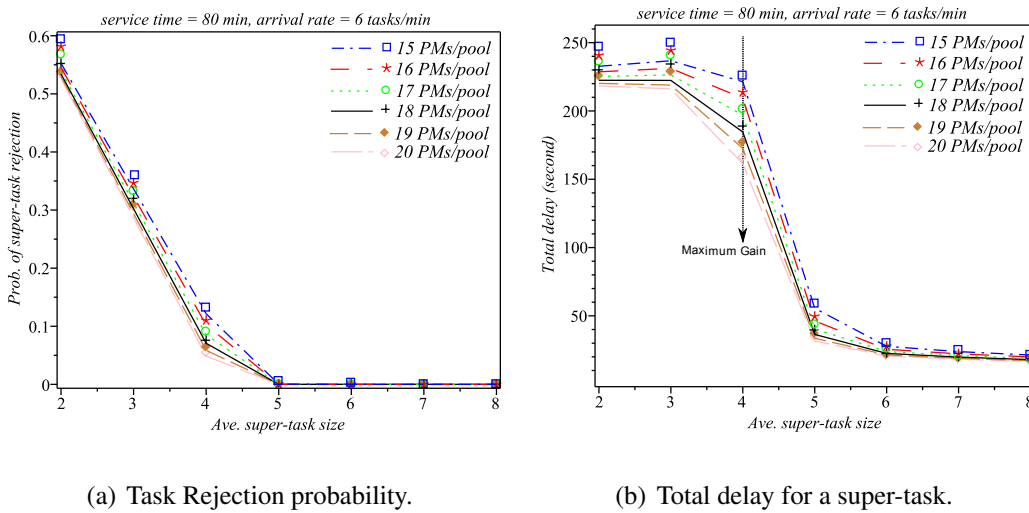 service time = 80 min, arrival rate = 6 tasks/min
0.6
0.5
0.4
0.3
0.2
0.1
0
Prob. of super-task rejection
15 PMs/pool
16 PMs/pool
17 PMs/pool
18 PMs/pool
19 PMs/pool
20 PMs/pool
2 3 4 5 6 7 8
Ave. super-task size
(a) Task Rejection probability.
service time = 80 min, arrival rate = 6 tasks/min
250
200
150
100
50
Total delay (second)
15 PMs/pool
16 PMs/pool
17 PMs/pool
18 PMs/pool
19 PMs/pool
20 PMs/pool
Maximum Gain
2 3 4 5 6 7 8
Ave. super-task size
(b) Total delay for a super-task.